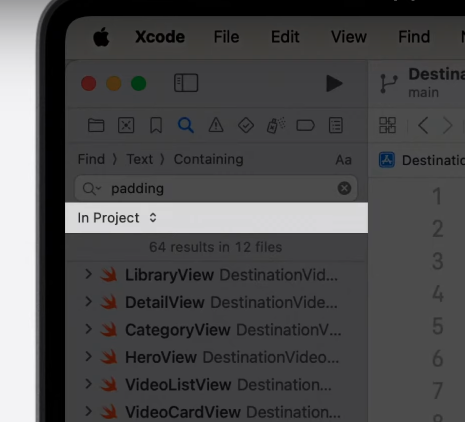 Xcode File Edit View Find
Destina
main
Find ⟩ Text ⟩ Containing Aa
Destinatio
padding
In Project
64 results in 12 files
LibraryView DestinationVid...
DetailView DestinationVide...
CategoryView DestinationV...
HeroView DestinationVideo...
VideoListView Destination...
VideoCardView Destination...
1
2
3
4
5
6
7